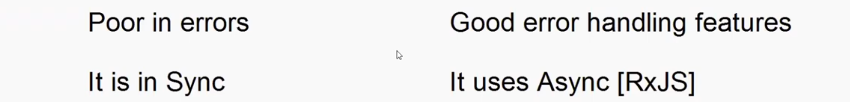 Poor in errors
Good error handling features
It is in Sync
It uses Async [RxJS]